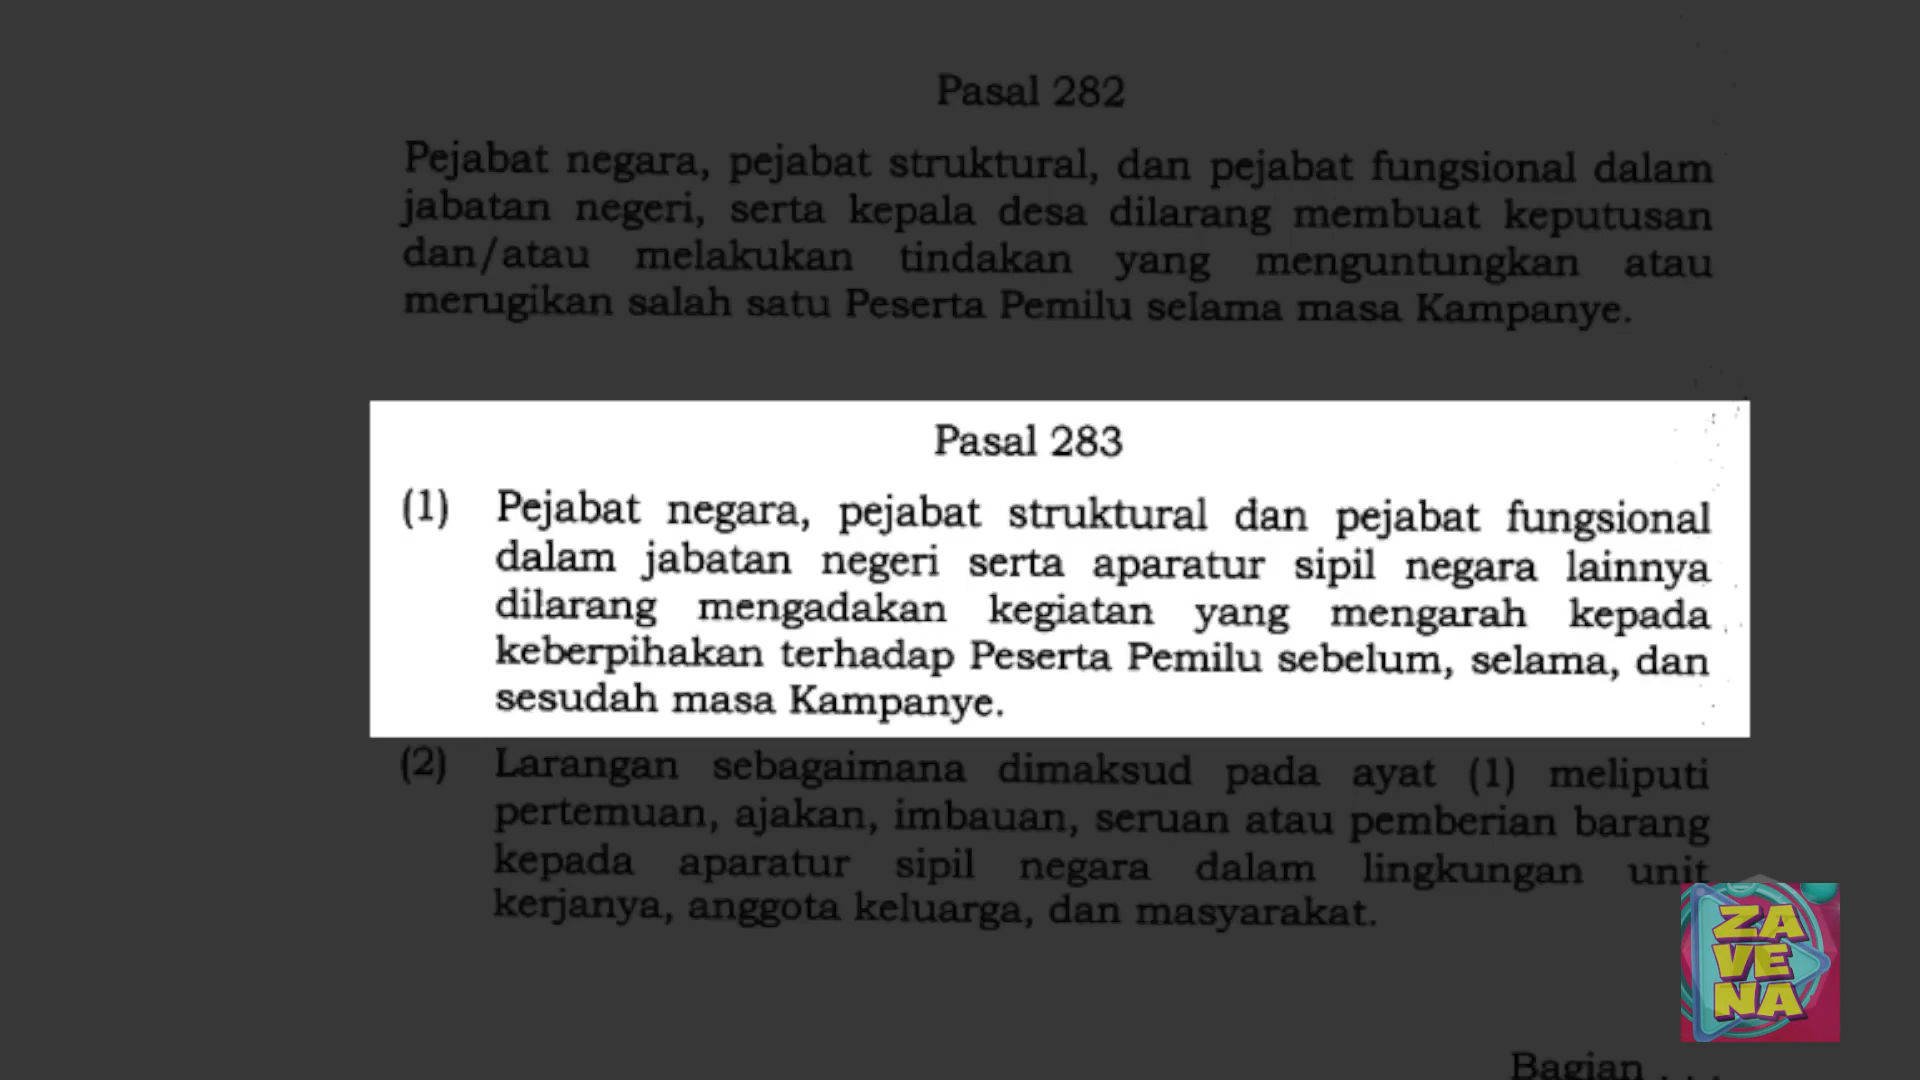 Pasal 282
Pejabat negara, pejabat struktural, dan pejabat fungsional dalam
jabatan negeri, serta kepala desa dilarang membuat keputusan
dan/atau melakukan tindakan yang menguntungkan atau
merugikan salah satu Peserta Pemilu selama masa Kampanye.
Pasal 283
(1) Pejabat negara, pejabat struktural dan pejabat fungsional
dalam jabatan negeri serta aparatur sipil negara lainnya
dilarang mengadakan kegiatan yang mengarah kepada
keberpihakan terhadap Peserta Pemilu sebelum, selama, dan
sesudah masa Kampanye.
(2) Larangan sebagaimana dimaksud pada ayat (1) meliputi
pertemuan, ajakan, imbauan, seruan atau pemberian barang
kepada aparatur sipil negara dalam lingkungan unit
kerjanya, anggota keluarga, dan masyarakat.
ZA
VE
NA
Bagian . . .